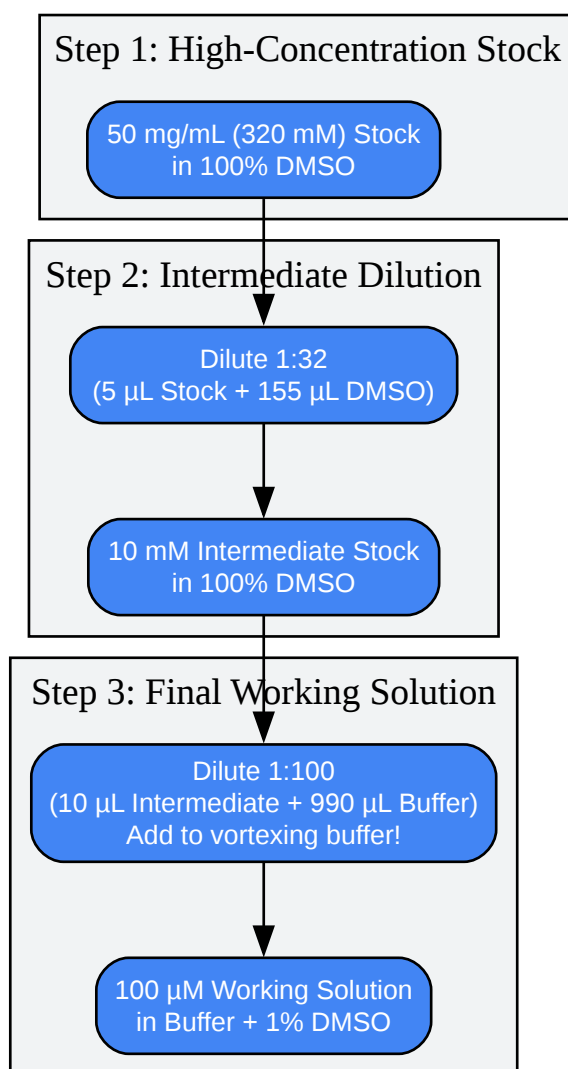 Step 1: High-Concentration Stock
50 mg/mL (320 mM) Stock
in 100% DMSO
Step 2: Intermediate Dilution
Dilute 1:32
(5 µL Stock + 155 µL DMSO)
10 mM Intermediate Stock
in 100% DMSO
Step 3: Final Working Solution
Dilute 1:100
(10 µL Intermediate + 990 µL Buffer)
Add to vortexing buffer!
100 µM Working Solution
in Buffer + 1% DMSO